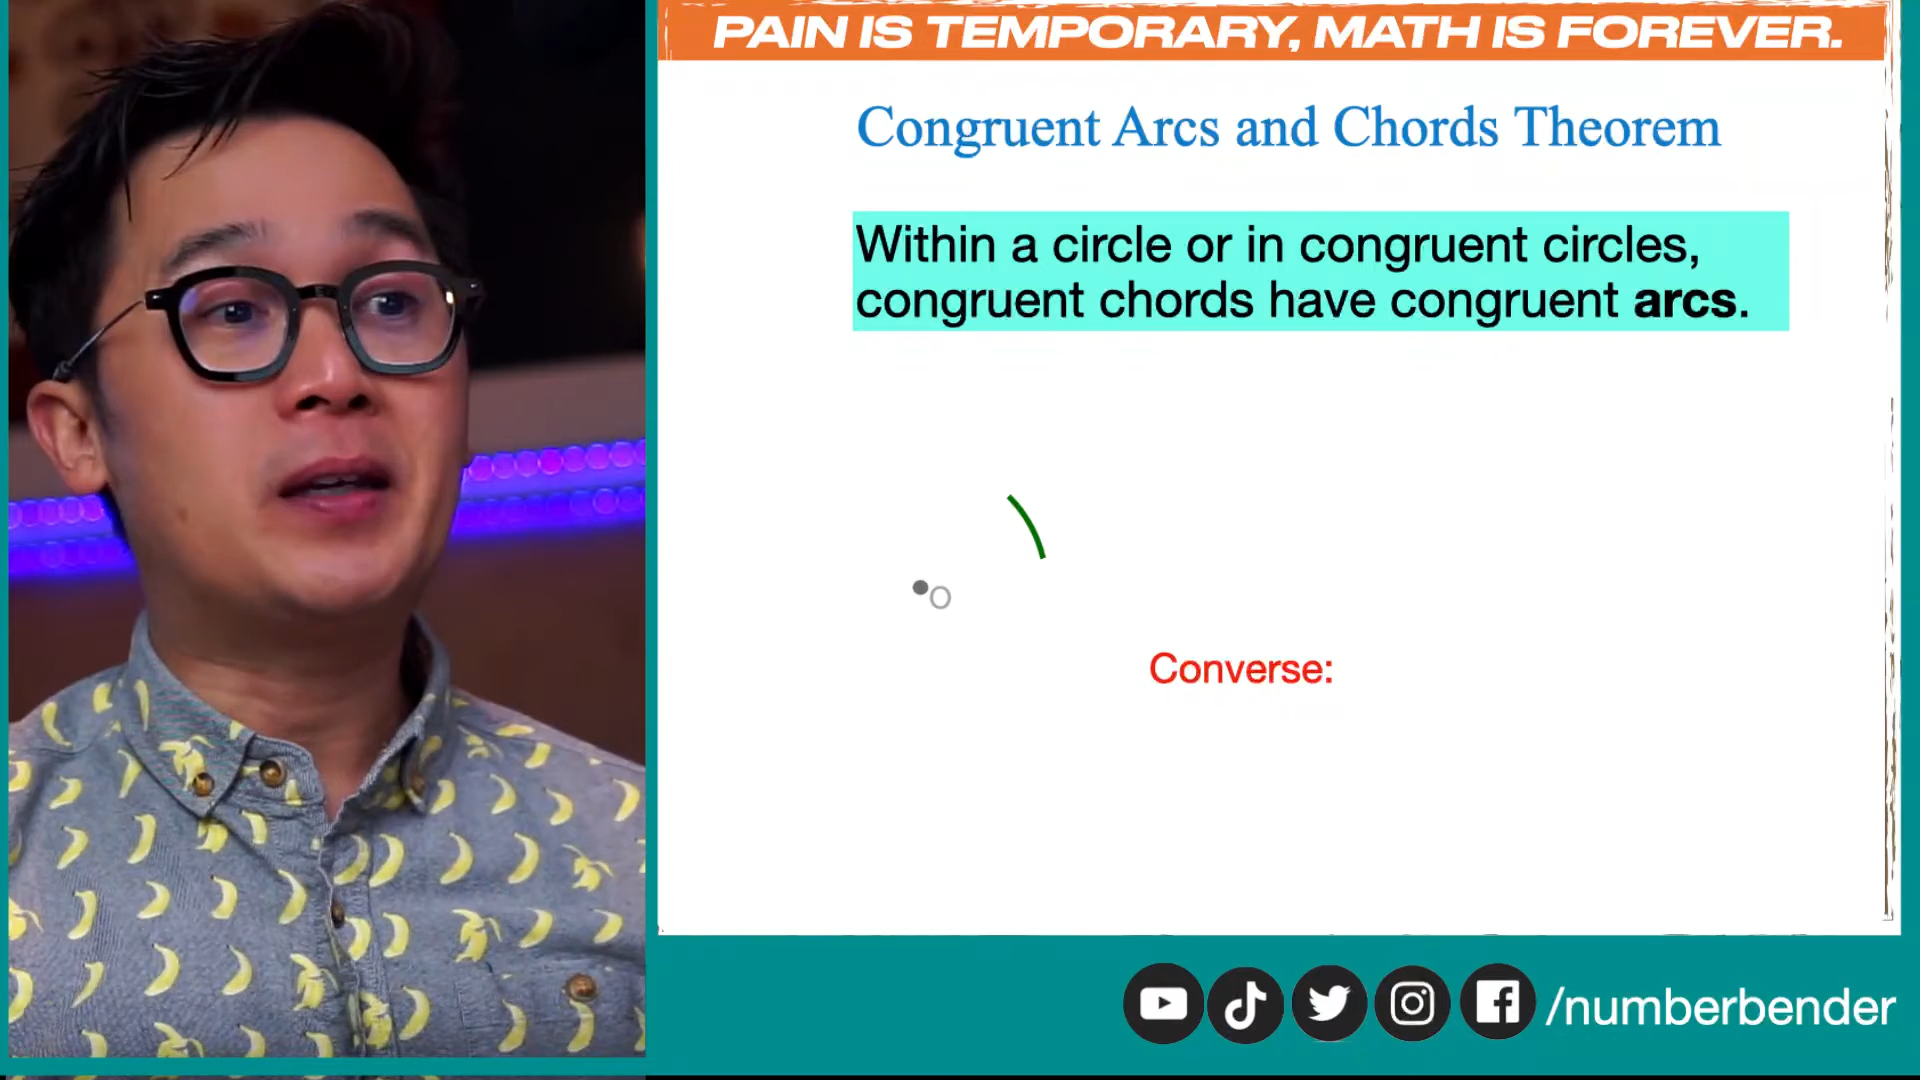 PAIN IS TEMPORARY, MATH IS FOREVER.
Congruent Arcs and Chords Theorem
Within a circle or in congruent circles,
congruent chords have congruent arcs.
O
Converse:
/numberbender